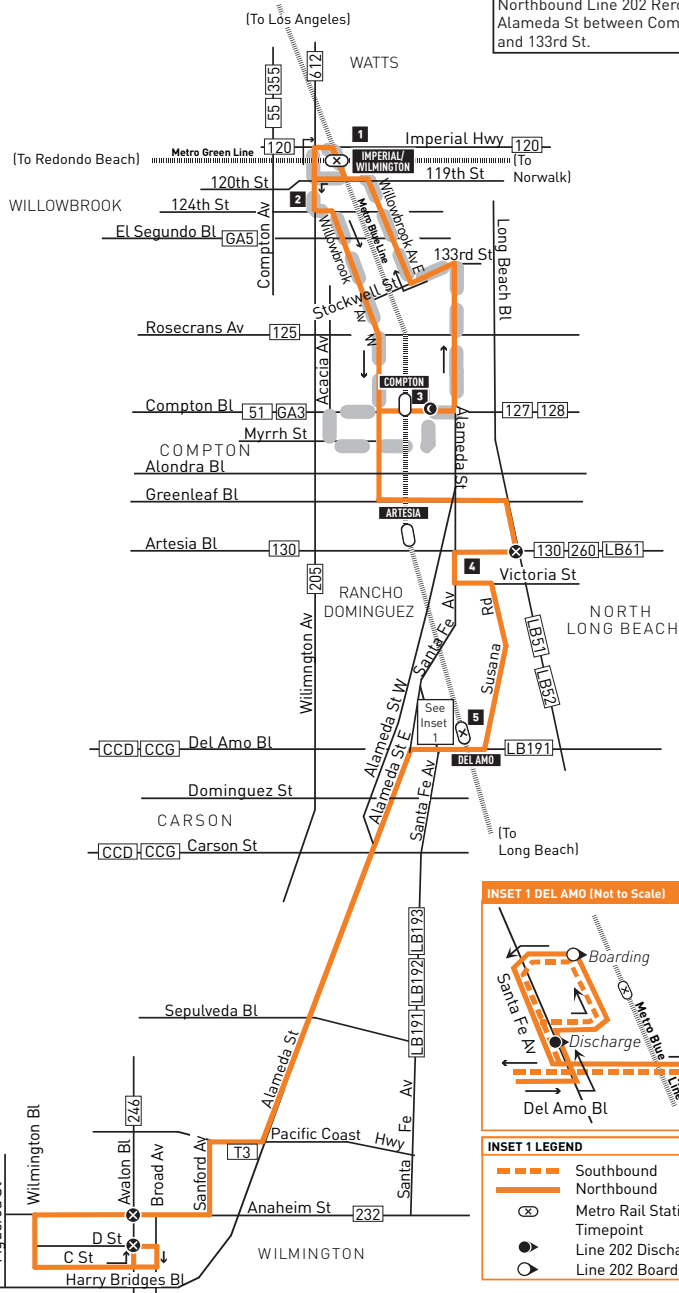 Northbound Line 202
Alameda St between
and 133rd St.
(To Los Angeles)
WATTS
55
355
612
120
Imperial Hwy
120
1
IMPERIAL/
WILMINGTON
(To Redondo Beach)
Metro Green Line
(To
Norwalk)
120th St
119th St
WILLOWBROOK
124th St
2
El Segundo Bl
GA5
Compton Av
Willowbrook Av W
Metro Blue Line
Willowbrook Av E
133rd St
Long Beach Bl
Stockwell St
Rosecrans Av
125
Acacia Av
COMPTON
3
Compton Bl
51
GA3
127
128
Myrrh St
COMPTON
Alameda St
Alondra Bl
Greenleaf Bl
ARTESIA
Artesia Bl
130
130
260
LB61
4
Victoria St
205
RANCHO
DOMINGUEZ
NORTH
LONG BEACH
Wilimngton Av
Santa Fe Av
Susana Rd
LB51
LB52
Alameda St W
Alameda St E
See
Inset
1
5
CCD
CCG
Del Amo Bl
LB191
DEL AMO
Dominguez St
Santa Fe Av
CARSON
(To
Long Beach)
CCD
CCG
Carson St
INSET 1 DEL AMO (Not to Scale)
Boarding
Santa Fe Av
Discharge
Metro Blue
Line
Del Amo Bl
LB191
LB192
LB193
Sepulveda Bl
Alameda St
Santa Fe Av
INSET 1 LEGEND
Southbound
Northbound
Metro Rail
Timepoint
Line 202
Line 202
Wilmington Bl
246
Avalon Bl
Broad Av
Sanford Av
Pacific Coast Hwy
T3
Anaheim St
232
D St
C St
WILMINGTON
Harry Bridges Bl